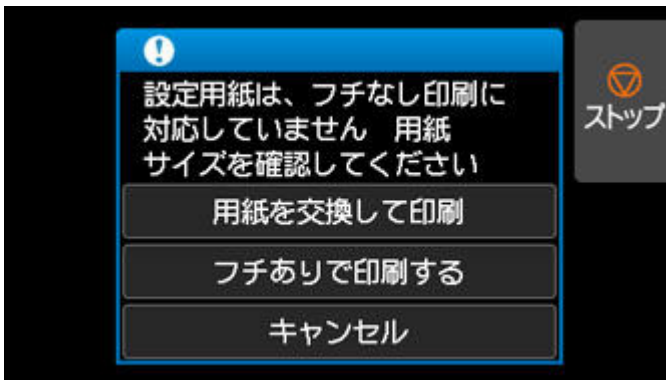 設定用紙は、フチなし印刷に
対応していません　用紙
サイズを確認してください
用紙を交換して印刷
フチありで印刷する
キャンセル
ストップ